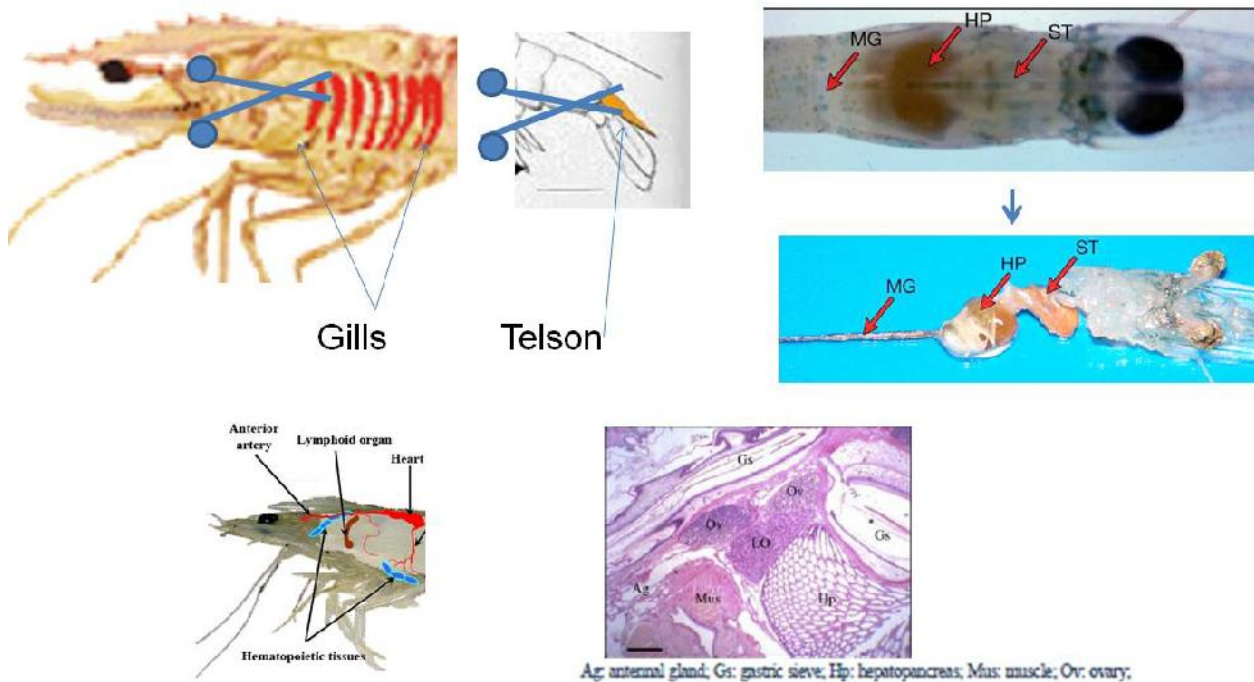 HP
MG
ST
Gills
Telson
ST
HP
MG
Anterior
artery
Lymphoid organ
Heart
Hematopoietic tissues
Gs
Ov
Ov
LO
Gs
Ag
Mus
Hp
Ag: antennal gland; Gs: gastric sieve; Hp: hepatopancreas; Mus: muscle; Ov: ovary;